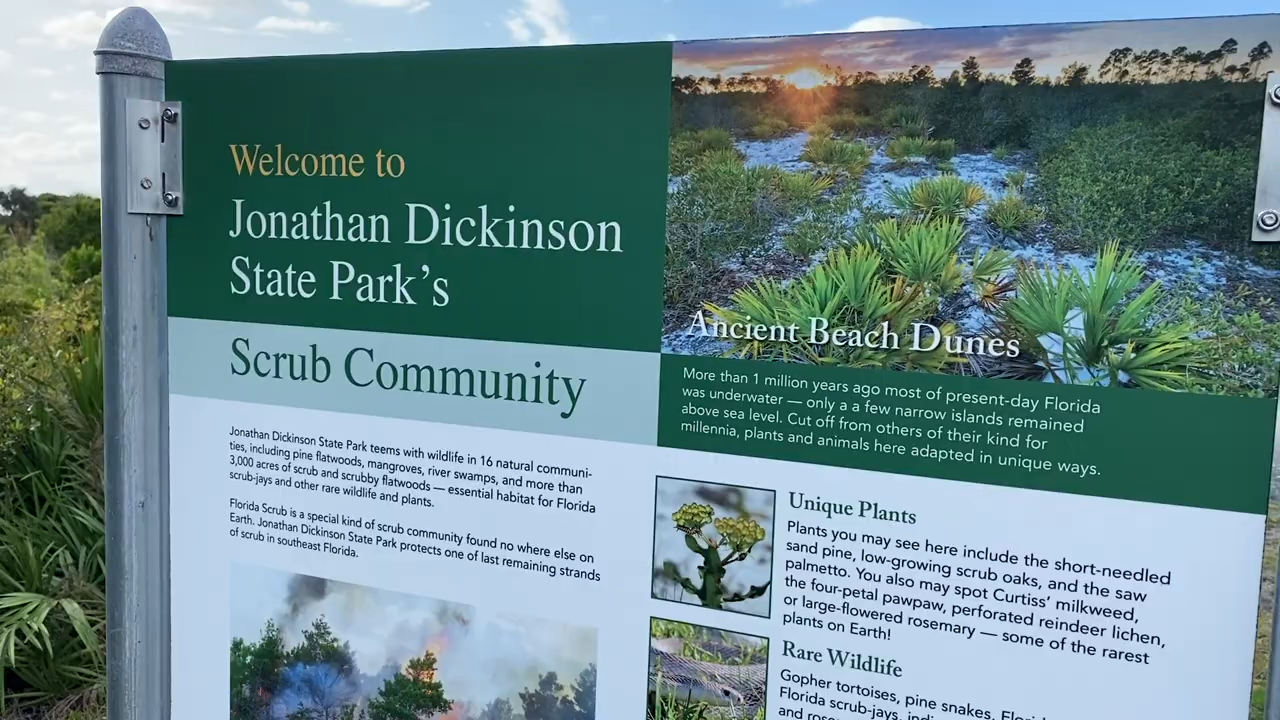 Welcome to
Jonathan Dickinson
State Park's
Scrub Community
Jonathan Dickinson State Park teems with wildlife in 16 natural communi-
ties, including pine flatwoods, mangroves, river swamps, and more than
3,000 acres of scrub and scrubby flatwoods — essential habitat for Florida
scrub-jays and other rare wildlife and plants.
Florida Scrub is a special kind of scrub community found no where else on
Earth. Jonathan Dickinson State Park protects one of last remaining strands
of scrub in southeast Florida.
Ancient Beach Dunes
More than 1 million years ago most of present-day Florida
was underwater — only a a few narrow islands remained
above sea level. Cut off from others of their kind for
millennia, plants and animals here adapted in unique ways.
Unique Plants
Plants you may see here include the short-needled
sand pine, low-growing scrub oaks, and the saw
palmetto. You also may spot Curtiss' milkweed,
the four-petal pawpaw, perforated reindeer lichen,
or large-flowered rosemary — some of the rarest
plants on Earth!
Rare Wildlife
Gopher tortoises, pine snakes,
Florida scrub-jays,
and